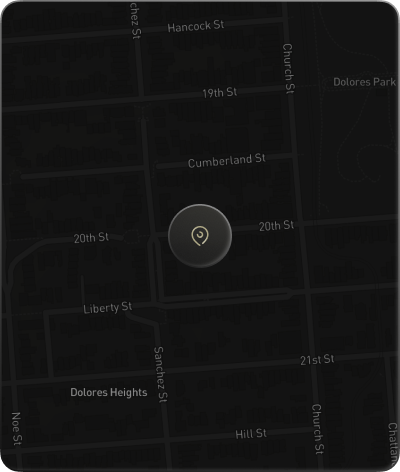 chez St
Hancock St
Church St
Dolores Park
19th St
Cumberland St
20th St
20th St
Liberty St
Sanchez St
21st St
Dolores Heights
Noe St
Church St
Hill St
Chattan